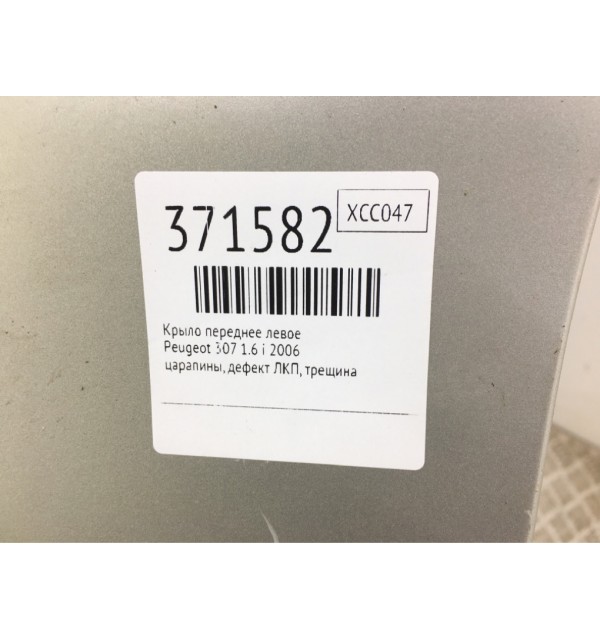 371582
XCC047
Крыло переднее левое
Peugeot 307 1.6 i 2006
царапины, дефект ЛКП, трещина